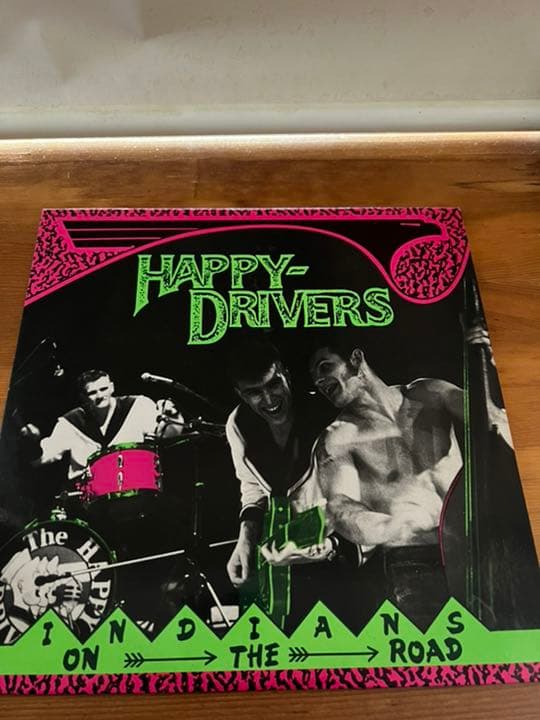 HAPPY-
DRIVERS
The H
INDIANS
ON THE ROAD